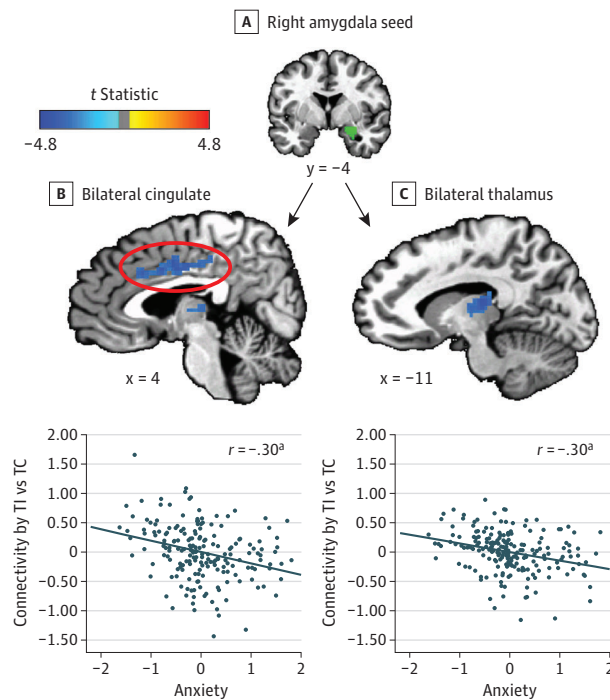 A Right amygdala seed
t Statistic
−4.8 4.8
y = −4
B Bilateral cingulate
C Bilateral thalamus
x = 4
x = −11
Connectivity by TI vs TC
2.00
1.50
1.00
0.50
0
−0.50
−1.00
−1.50
r = −.30a
−2 −1 0 1 2
Anxiety
Connectivity by TI vs TC
2.00
1.50
1.00
0.50
0
−0.50
−1.00
−1.50
r = −.30a
−2 −1 0 1 2
Anxiety